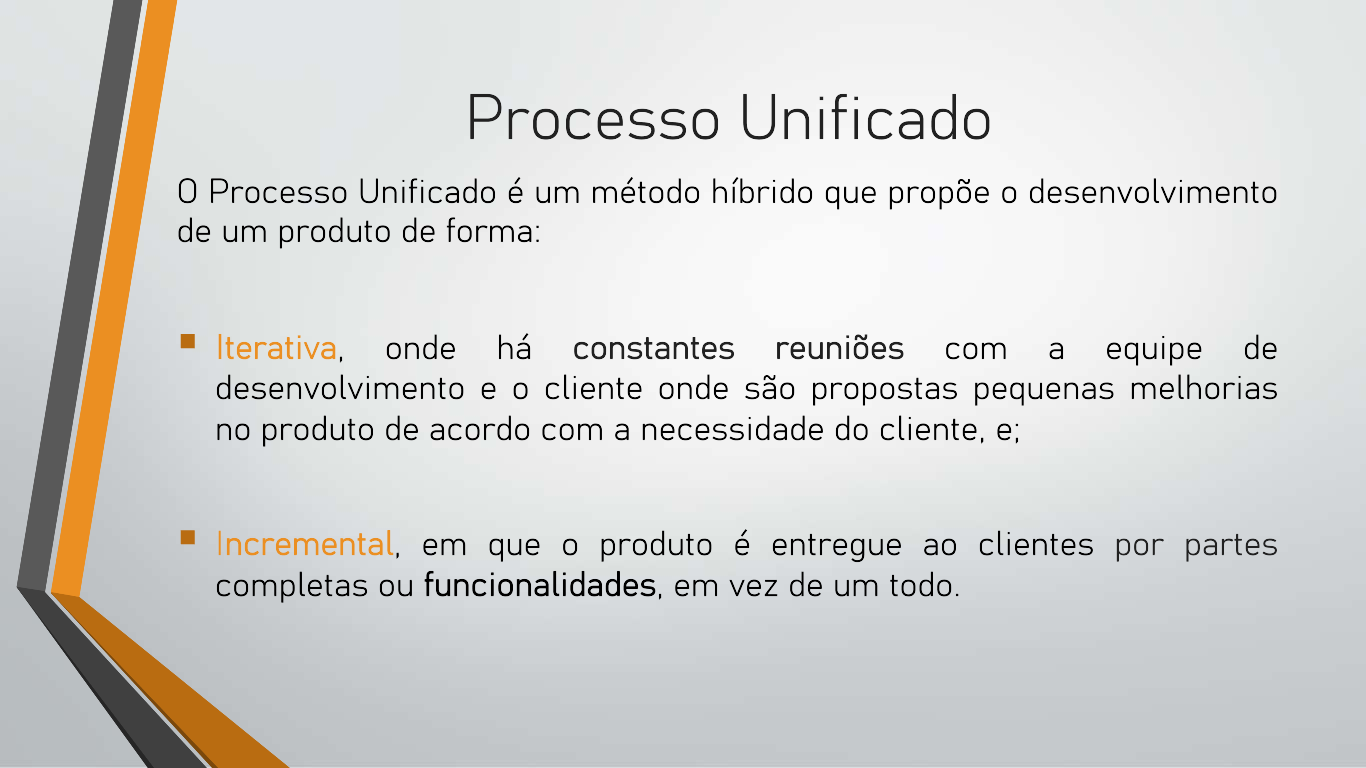 Processo Unificado
O Processo Unificado é um método híbrido que propõe o desenvolvimento
de um produto de forma:
Iterativa, onde há constantes reuniões com a equipe de
desenvolvimento e o cliente onde são propostas pequenas melhorias
no produto de acordo com a necessidade do cliente, e;
Incremental, em que o produto é entregue ao clientes por partes
completas ou funcionalidades, em vez de um todo.